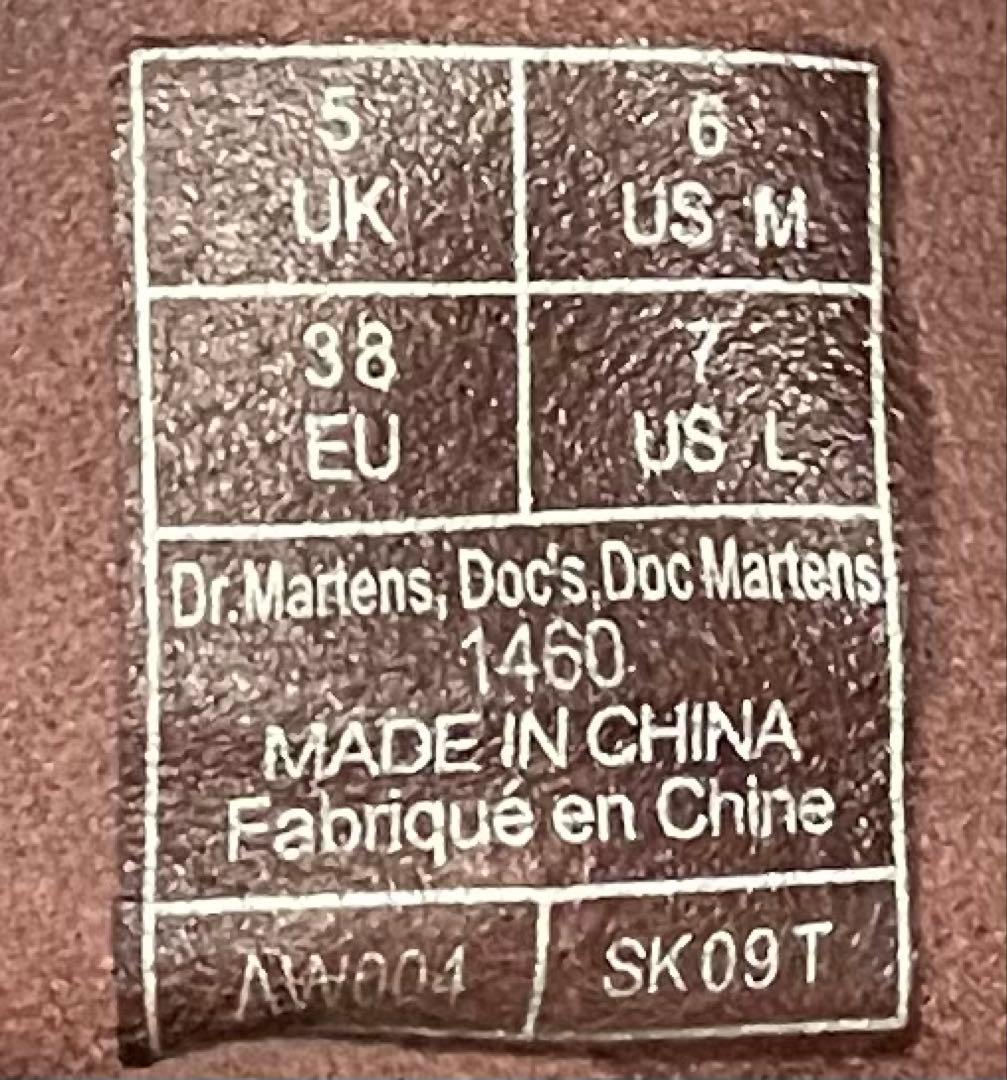 5
UK
6
US M
38
EU
7
US L
Dr.Martens, Doc's, Doc Martens
1460
MADE IN CHINA
Fabriqué en Chine
AW004
SK09T